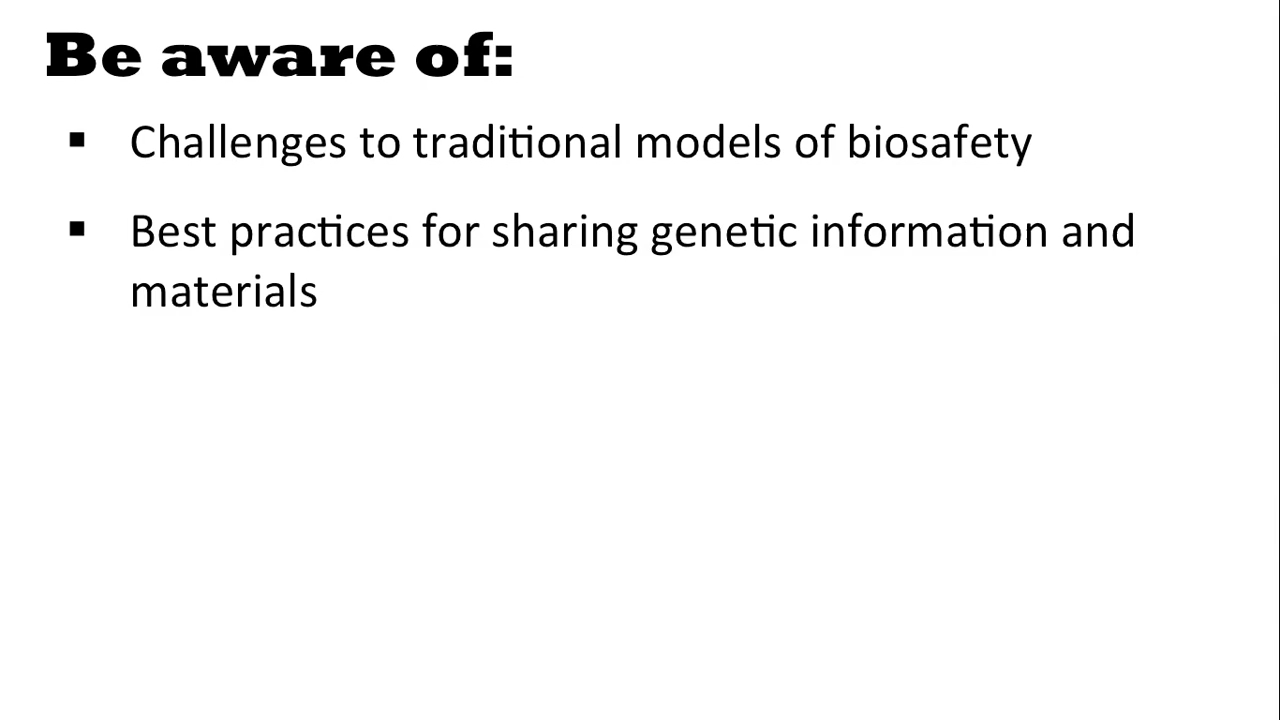 Be aware of:
▪ Challenges to traditional models of biosafety
▪ Best practices for sharing genetic information and
materials